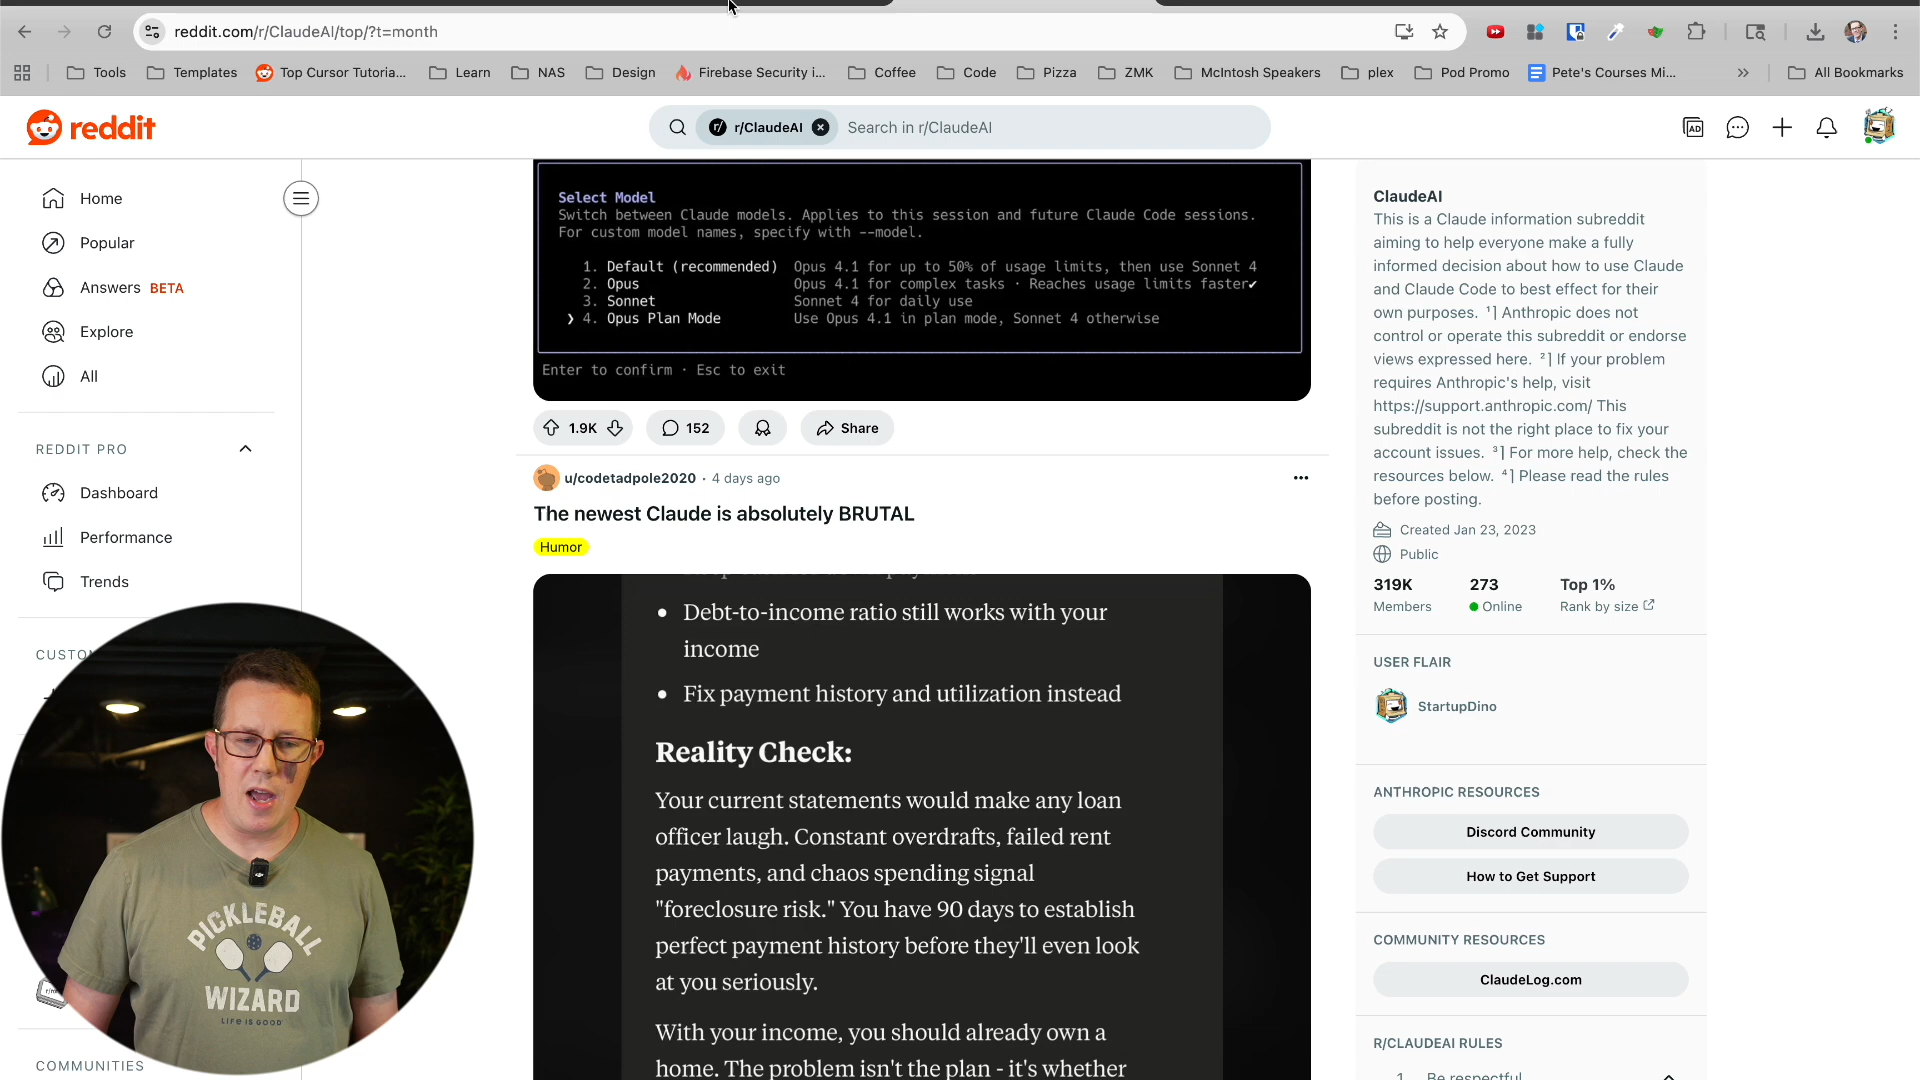 reddit.com/r/ClaudeAI/top/?t=month
Tools
Templates
Top Cursor Tutoria...
Learn
NAS
Design
Firebase Security i...
Coffee
Code
Pizza
ZMK
McIntosh Speakers
plex
Pod Promo
Pete's Courses Mi...
All Bookmarks
reddit
r/ClaudeAI
Search in r/ClaudeAI
AD
Home
Popular
Answers BETA
Explore
All
REDDIT PRO
Dashboard
Performance
Trends
COMMUNITIES
Select Model
Switch between Claude models. Applies to this session and future Claude Code sessions.
For custom model names, specify with --model.
1. Default (recommended) Opus 4.1 for up to 50% of usage limits, then use Sonnet 4
2. Opus Opus 4.1 for complex tasks · Reaches usage limits faster✔
3. Sonnet Sonnet 4 for daily use
❯ 4. Opus Plan Mode Use Opus 4.1 in plan mode, Sonnet 4 otherwise
Enter to confirm · Esc to exit
1.9K
152
Share
u/codetadpole2020 · 4 days ago
The newest Claude is absolutely BRUTAL
Humor
• Debt-to-income ratio still works with your
income
• Fix payment history and utilization instead
Reality Check:
Your current statements would make any loan
officer laugh. Constant overdrafts, failed rent
payments, and chaos spending signal
"foreclosure risk." You have 90 days to establish
perfect payment history before they'll even look
at you seriously.
With your income, you should already own a
home. The problem isn't the plan - it's whether
ClaudeAI
This is a Claude information subreddit
aiming to help everyone make a fully
informed decision about how to use Claude
and Claude Code to best effect for their
own purposes. ¹] Anthropic does not
control or operate this subreddit or endorse
views expressed here. ²] If your problem
requires Anthropic's help, visit
https://support.anthropic.com/ This
subreddit is not the right place to fix your
account issues. ³] For more help, check the
resources below. ⁴] Please read the rules
before posting.
Created Jan 23, 2023
Public
319K 273 Top 1%
Members Online Rank by size
USER FLAIR
StartupDino
ANTHROPIC RESOURCES
Discord Community
How to Get Support
COMMUNITY RESOURCES
ClaudeLog.com
R/CLAUDEAI RULES
1 Be respectful
PICKLEBALL
WIZARD
LIFE IS GOOD